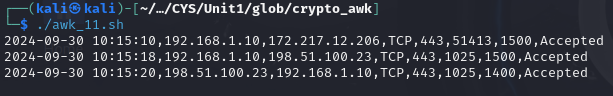 ┌──(kali㉿kali)-[~/…/CYS/Unit1/glob/crypto_awk]
└─$ ./awk_11.sh
2024-09-30 10:15:10,192.168.1.10,172.217.12.206,TCP,443,51413,1500,Accepted
2024-09-30 10:15:18,192.168.1.10,198.51.100.23,TCP,443,1025,1500,Accepted
2024-09-30 10:15:20,198.51.100.23,192.168.1.10,TCP,443,1025,1400,Accepted